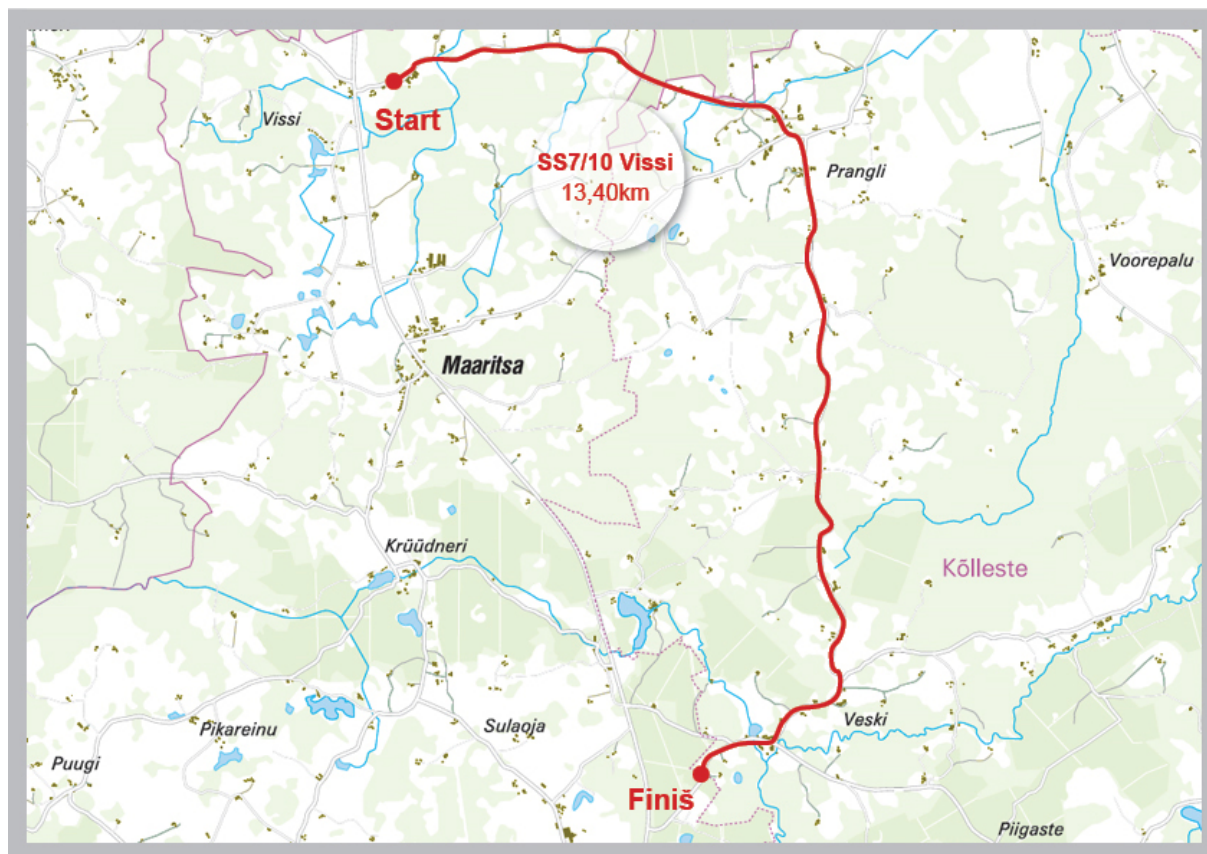 Vissi
Start
SS7/10 Vissi
13,40km
Prangli
Voorepalu
Maaritsa
Krüüdneri
Kõlleste
Pikareinu
Sulaoja
Veski
Puugi
Finiš
Piigaste